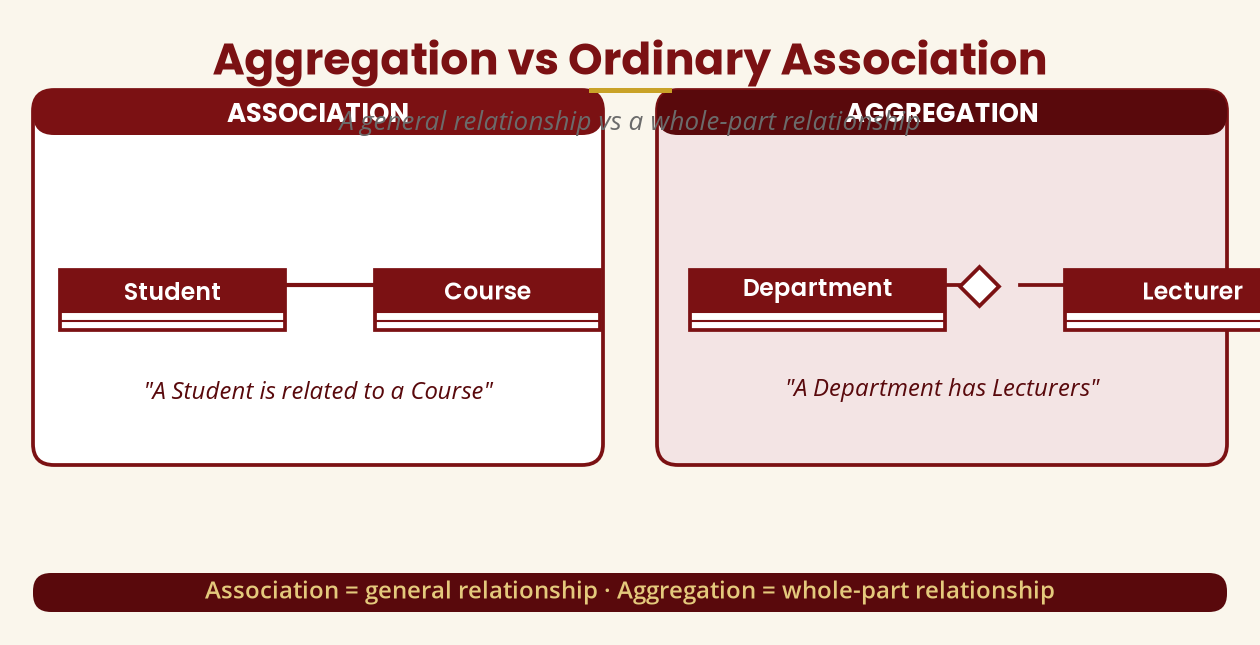 Aggregation vs Ordinary Association
A general relationship vs a whole-part relationship
ASSOCIATION
Student
Course
"A Student is related to a Course"
AGGREGATION
Department
Lecturer
"A Department has Lecturers"
Association = general relationship · Aggregation = whole-part relationship